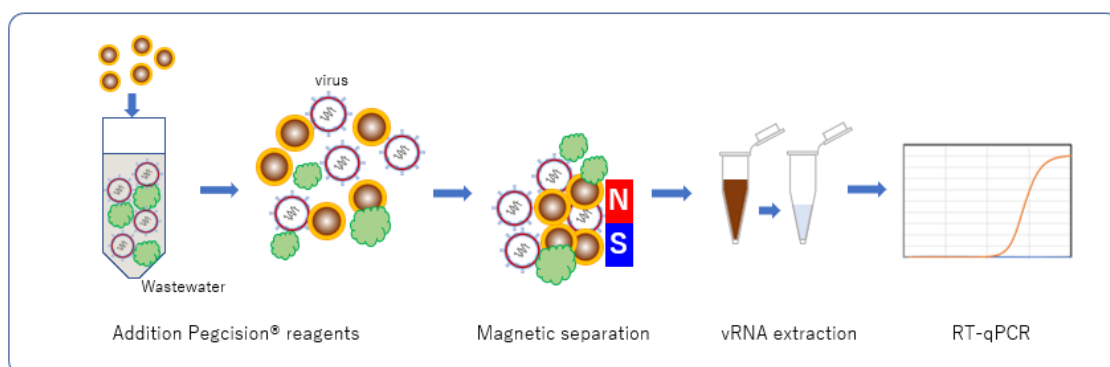 virus
N
S
Wastewater
Addition Pegcision® reagents
Magnetic separation
vRNA extraction
RT-qPCR